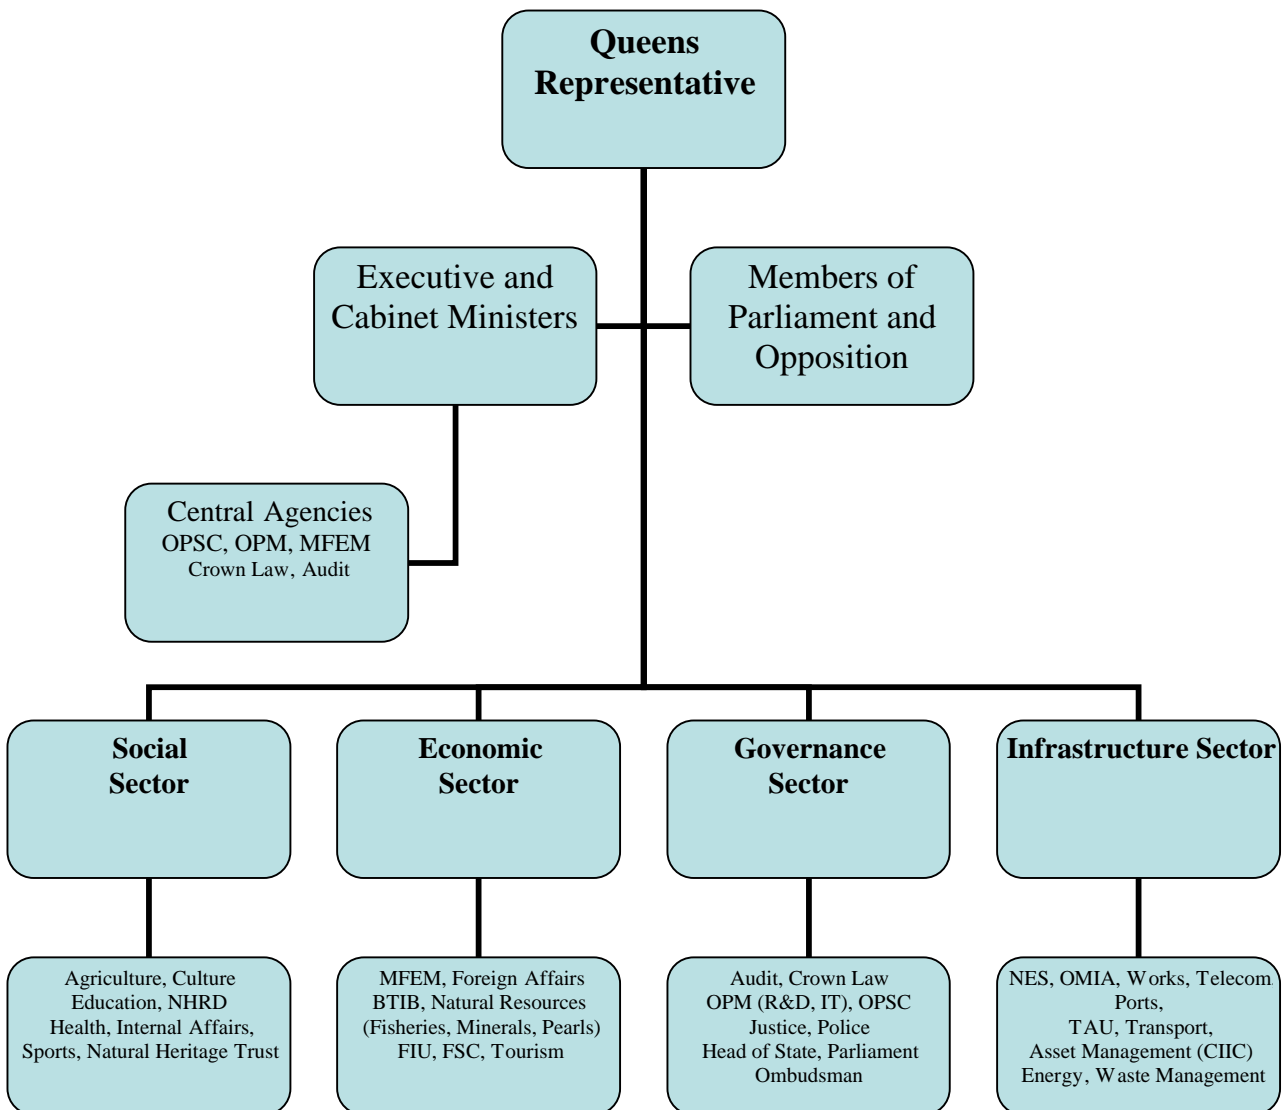 Queens
Representative
Executive and
Cabinet Ministers
Members of
Parliament and
Opposition
Central Agencies
OPSC, OPM, MFEM
Crown Law, Audit
Social
Sector
Economic
Sector
Governance
Sector
Infrastructure Sector
Agriculture, Culture
Education, NHRD
Health, Internal Affairs,
Sports, Natural Heritage Trust
MFEM, Foreign Affairs
BTIB, Natural Resources
(Fisheries, Minerals, Pearls)
FIU, FSC, Tourism
Audit, Crown Law
OPM (R&D, IT), OPSC
Justice, Police
Head of State, Parliament
Ombudsman
NES, OMIA, Works, Telecom
Ports,
TAU, Transport,
Asset Management (CIIC)
Energy, Waste Management